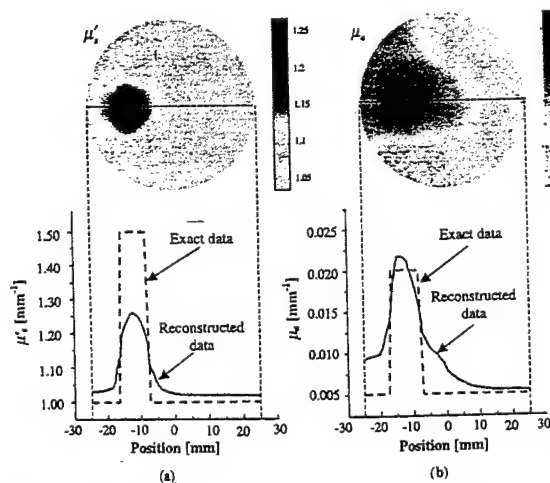 μ's
1.25
1.2
1.15
1.1
1.05
μa
1.50
1.40
1.30
1.20
1.10
1.00
μ's [mm-1]
Exact data
Reconstructed
data
-30 -20 -10 0 10 20 30
Position [mm]
(a)
0.025
0.020
0.015
0.010
0.005
μa [mm-1]
Exact data
Reconstructed
data
-30 -20 -10 0 10 20 30
Position [mm]
(b)